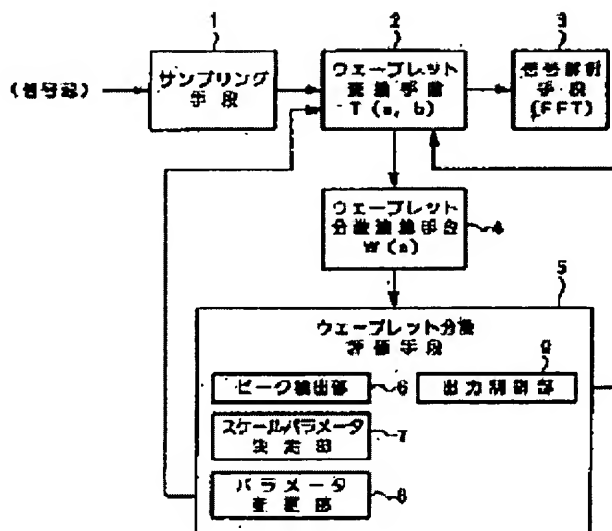 1
2
3
(信号源)
サンプリング
手段
ウェーブレット
変換手段
T(a, b)
信号解析
手段
(FFT)
ウェーブレット
分散演算手段
W(a)
4
5
ウェーブレット分散
評価手段
9
ピーク検出部
6
出力制御部
スケールパラメータ
決定部
7
パラメータ
変更部
8